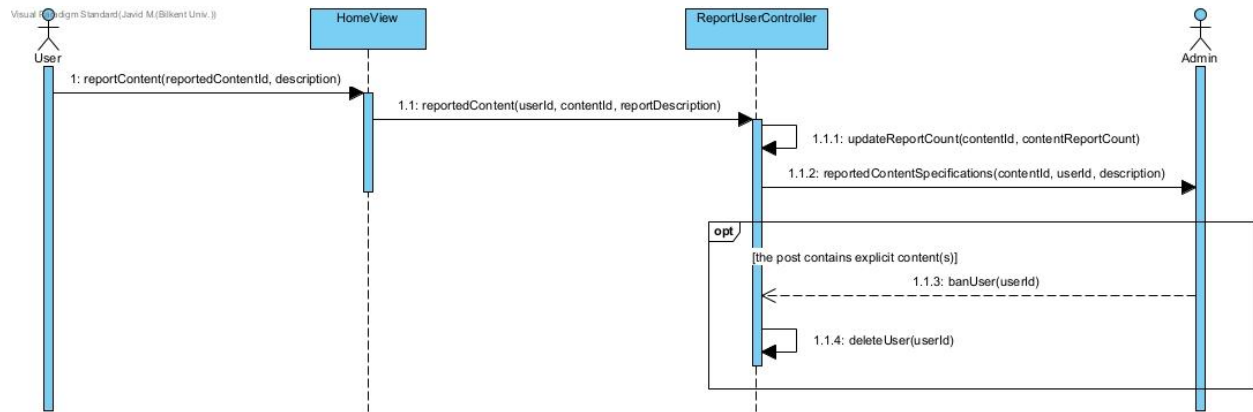 Visual Paradigm Standard(Javid M.(Bilkent Univ.))
User
HomeView
ReportUserController
Admin
1: reportContent(reportedContentId, description)
1.1: reportedContent(userId, contentId, reportDescription)
1.1.1: updateReportCount(contentId, contentReportCount)
1.1.2: reportedContentSpecifications(contentId, userId, description)
opt
[the post contains explicit content(s)]
1.1.3: banUser(userId)
1.1.4: deleteUser(userId)